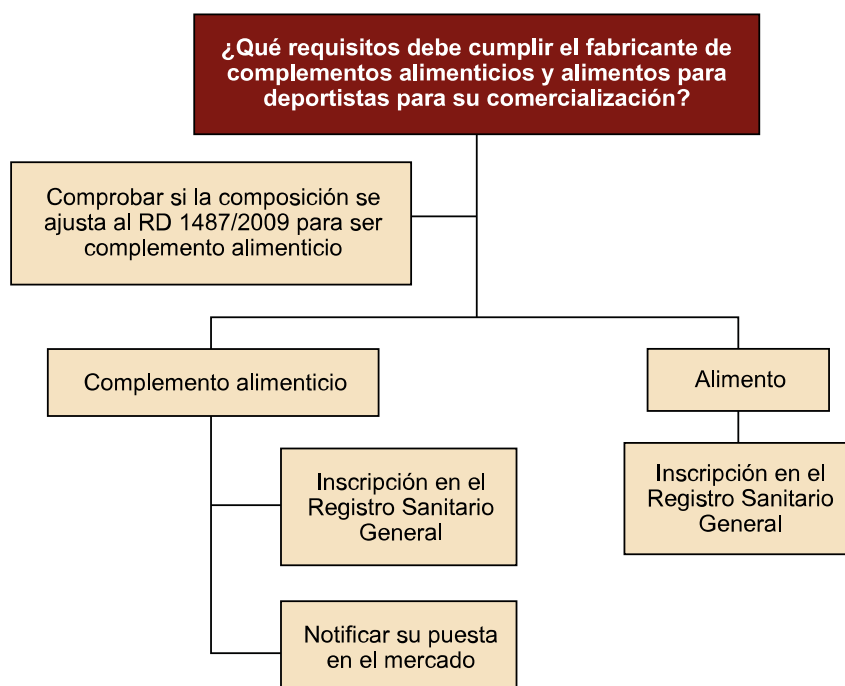 ¿Qué requisitos debe cumplir el fabricante de
complementos alimenticios y alimentos para
deportistas para su comercialización?
Comprobar si la composición se
ajusta al RD 1487/2009 para ser
complemento alimenticio
Complemento alimenticio
Alimento
Inscripción en el
Registro Sanitario
General
Inscripción en el
Registro Sanitario
General
Notificar su puesta
en el mercado